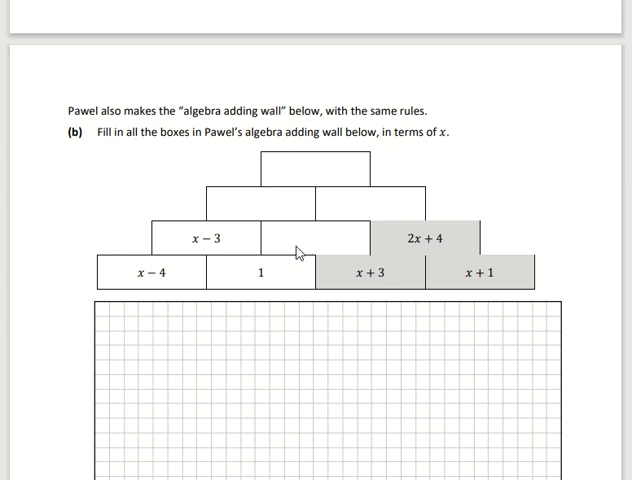 Pawel also makes the “algebra adding wall” below, with the same rules.
(b) Fill in all the boxes in Pawel’s algebra adding wall below, in terms of x.
x − 3 2x + 4
x − 4 1 x + 3 x + 1